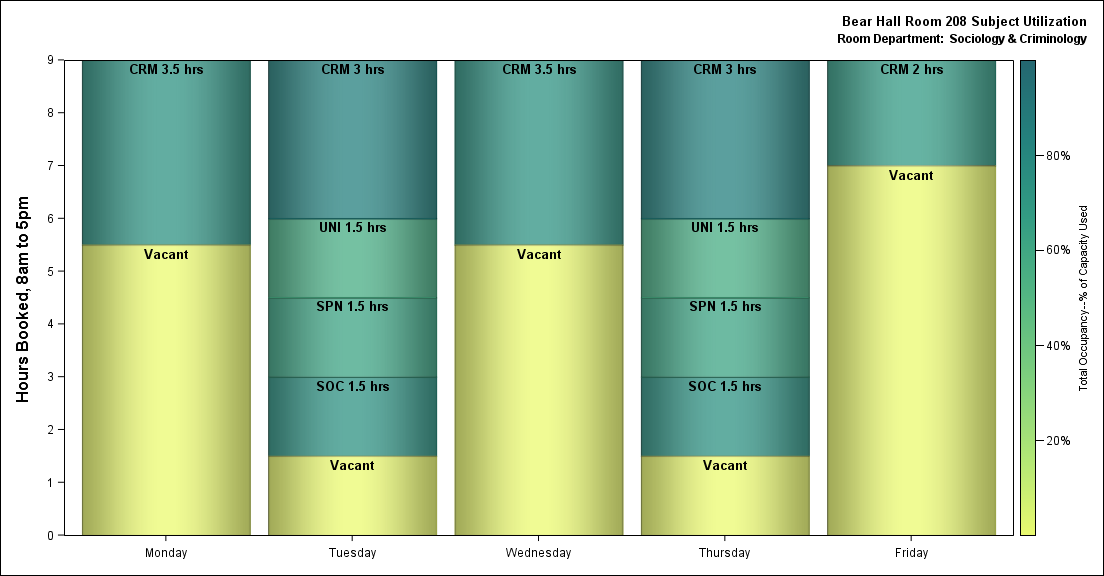 Bear Hall Room 208 Subject Utilization
Room Department: Sociology & Criminology
Hours Booked, 8am to 5pm
9
8
7
6
5
4
3
2
1
0
CRM 3.5 hrs
Vacant
CRM 3 hrs
UNI 1.5 hrs
SPN 1.5 hrs
SOC 1.5 hrs
Vacant
CRM 3.5 hrs
Vacant
CRM 3 hrs
UNI 1.5 hrs
SPN 1.5 hrs
SOC 1.5 hrs
Vacant
CRM 2 hrs
Vacant
Monday
Tuesday
Wednesday
Thursday
Friday
80%
60%
40%
20%
Total Occupancy--% of Capacity Used